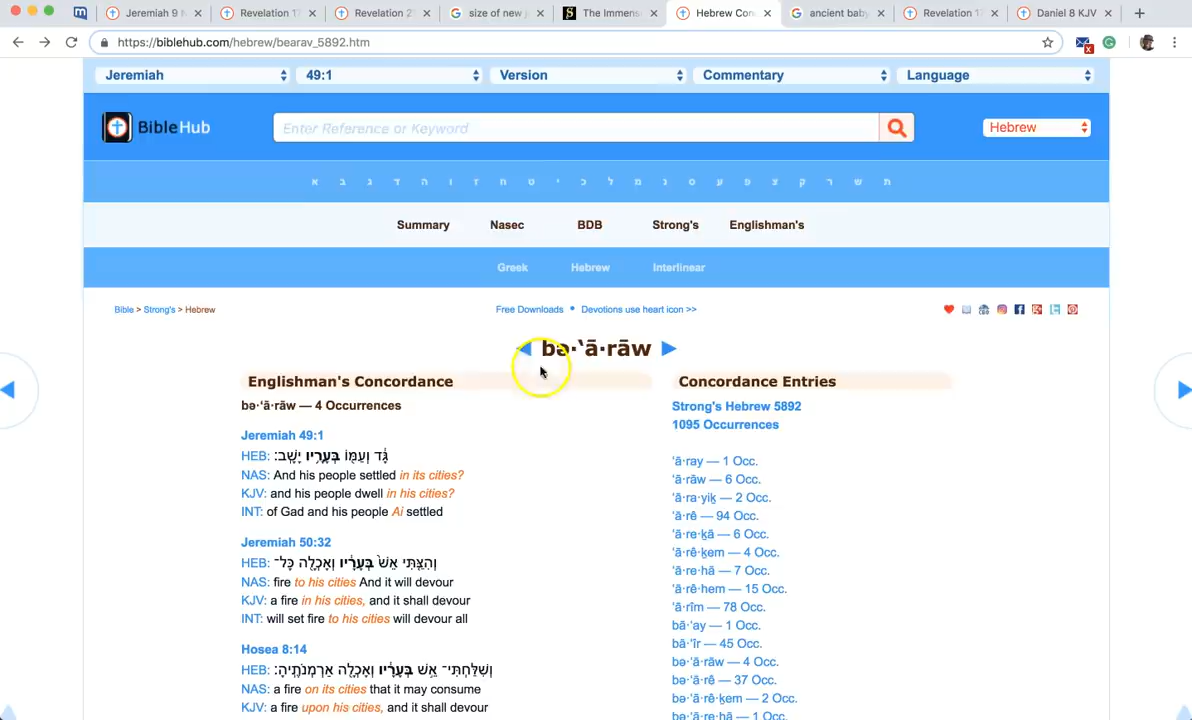 Jeremiah 9
Revelation 1
Revelation 2
size of new
The Immens
Hebrew Con
ancient baby
Revelation 1
Daniel 8 KJV
https://biblehub.com/hebrew/bearav_5892.htm
Jeremiah 49:1 Version Commentary Language
BibleHub Enter Reference or Keyword Hebrew
א ב ג ד ה ו ז ח ט י כ ל מ נ ס ע פ צ ק ר ש ת
Summary Nasec BDB Strong's Englishman's
Greek Hebrew Interlinear
Bible > Strong's > Hebrew
Free Downloads • Devotions use heart icon >>
◄ bə·‘ā·rāw ►
Englishman's Concordance
bə·‘ā·rāw — 4 Occurrences
Jeremiah 49:1
HEB: גָּ֔ד וְעַמּ֖וֹ בְּעָרָ֥יו יָשָֽׁב׃
NAS: And his people settled in its cities?
KJV: and his people dwell in his cities?
INT: of Gad and his people Ai settled
Jeremiah 50:32
HEB: וְהִצַּתִּ֥י אֵשׁ֙ בְּעָרָ֔יו וְאָכְלָ֖ה כָּל־
NAS: fire to his cities And it will devour
KJV: a fire in his cities, and it shall devour
INT: will set fire to his cities will devour all
Hosea 8:14
HEB: וְשִׁלַּחְתִּי־ אֵ֣שׁ בְּעָרָ֔יו וְאָכְלָ֖ה אַרְמְנֹתֶֽיהָ׃
NAS: a fire on its cities that it may consume
KJV: a fire upon his cities, and it shall devour
Concordance Entries
Strong's Hebrew 5892
1095 Occurrences
‘ā·ray — 1 Occ.
‘ā·rāw — 6 Occ.
‘ā·ra·yiḵ — 2 Occ.
‘ā·rê — 94 Occ.
‘ā·re·ḵā — 6 Occ.
‘ā·rê·ḵem — 4 Occ.
‘ā·re·hā — 7 Occ.
‘ā·rê·hem — 15 Occ.
‘ā·rîm — 78 Occ.
bā·‘ay — 1 Occ.
bā·‘îr — 45 Occ.
bə·‘ā·rāw — 4 Occ.
bə·‘ā·rê — 37 Occ.
bə·‘ā·rê·ḵem — 2 Occ.
bə·‘ā·re·hā — 1 Occ.